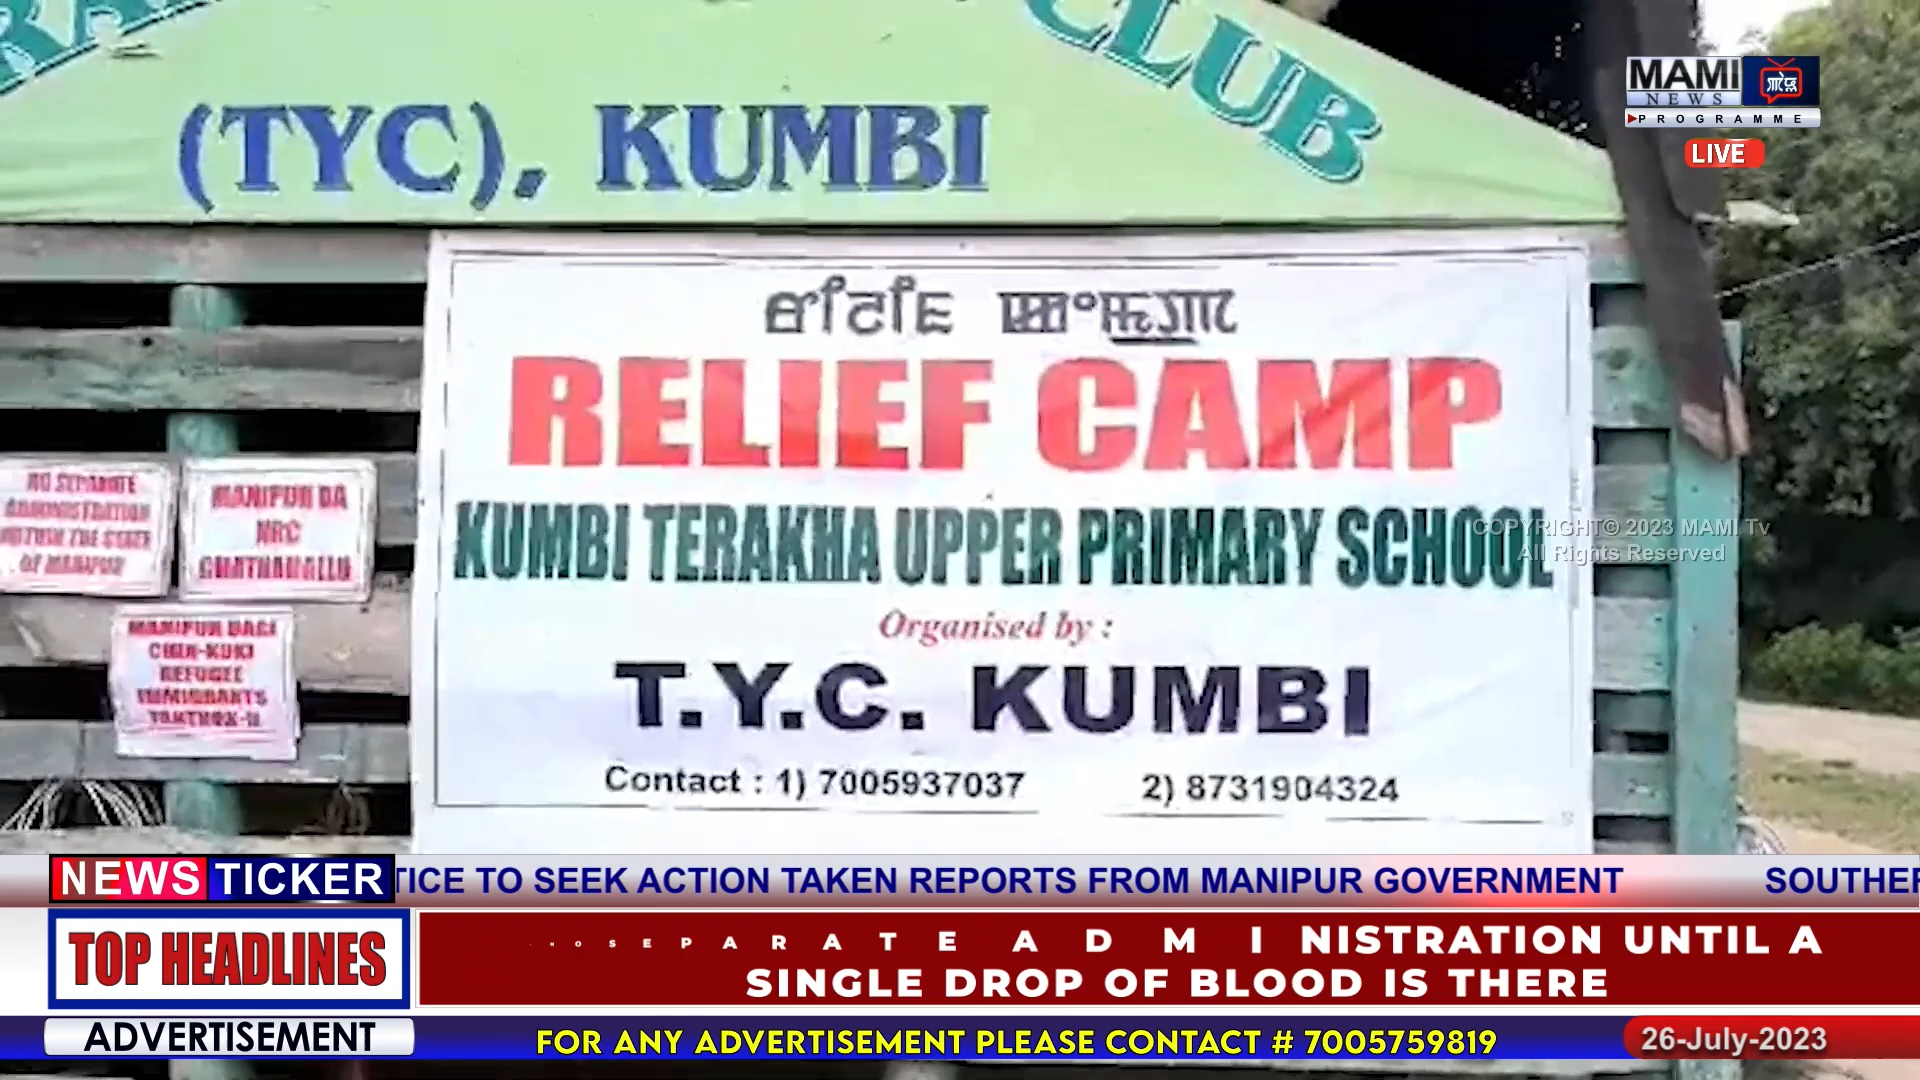 CLUB
(TYC), KUMBI
MAMI
NEWS
PROGRAMME
LIVE
RELIEF CAMP
KUMBI TERAKHA UPPER PRIMARY SCHOOL
Organised by :
T.Y.C. KUMBI
Contact : 1) 7005937037 2) 8731904324
NO SEPARATE
ADMINISTRATION
WITHIN THE STATE
OF MANIPUR
MANIPUR DA
NRC
CHATHANALLU
MANIPUR DAGI
CHIN-KUKI
REFUGEE
IMMIGRANTS
COPYRIGHT© 2023 MAMI Tv
All Rights Reserved
NEWS TICKER
TICE TO SEEK ACTION TAKEN REPORTS FROM MANIPUR GOVERNMENT SOUTHER
TOP HEADLINES
NO SEPARATE ADMINISTRATION UNTIL A
SINGLE DROP OF BLOOD IS THERE
ADVERTISEMENT
FOR ANY ADVERTISEMENT PLEASE CONTACT # 7005759819
26-July-2023